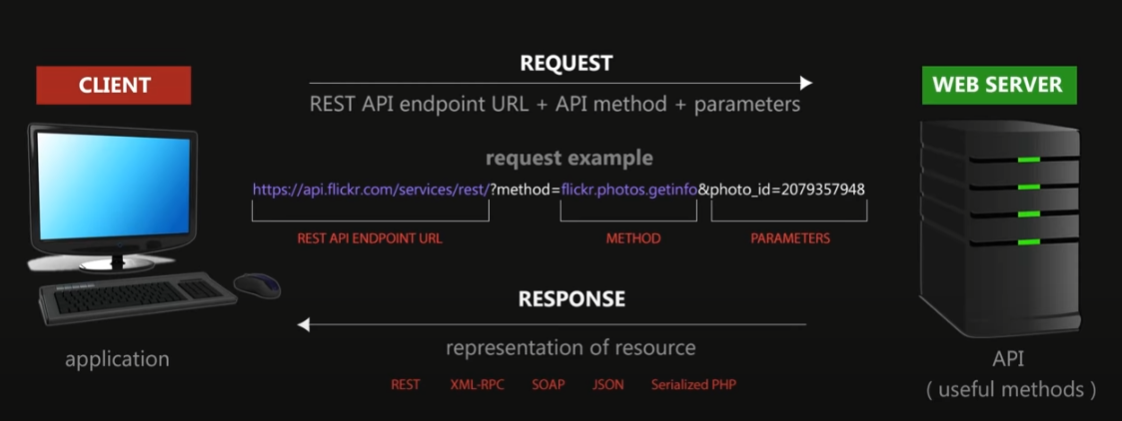 CLIENT
REQUEST
WEB SERVER
REST API endpoint URL + API method + parameters
request example
https://api.flickr.com/services/rest/?method=flickr.photos.getinfo&photo_id=2079357948
REST API ENDPOINT URL
METHOD
PARAMETERS
RESPONSE
representation of resource
REST XML-RPC SOAP JSON Serialized PHP
application
API
( useful methods )